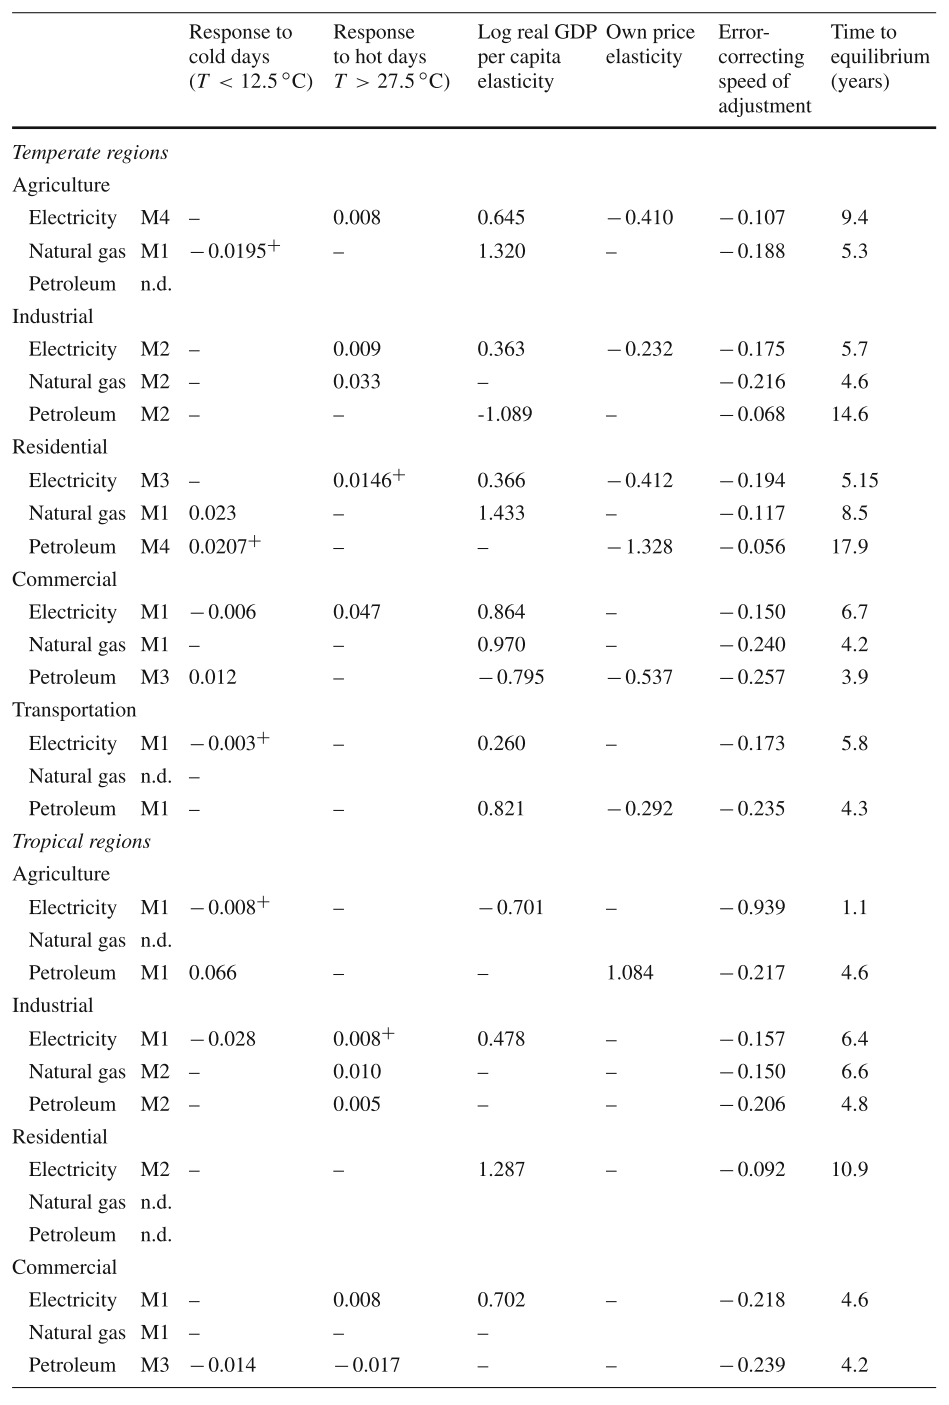 Response to cold days (T < 12.5 °C) Response to hot days T > 27.5 °C) Log real GDP per capita elasticity Own price elasticity Error-correcting speed of adjustment Time to equilibrium (years)
Temperate regions
Agriculture
Electricity M4 – 0.008 0.645 −0.410 −0.107 9.4
Natural gas M1 −0.0195+ – 1.320 – −0.188 5.3
Petroleum n.d.
Industrial
Electricity M2 – 0.009 0.363 −0.232 −0.175 5.7
Natural gas M2 – 0.033 – −0.216 4.6
Petroleum M2 – – -1.089 – −0.068 14.6
Residential
Electricity M3 – 0.0146+ 0.366 −0.412 −0.194 5.15
Natural gas M1 0.023 – 1.433 – −0.117 8.5
Petroleum M4 0.0207+ – – −1.328 −0.056 17.9
Commercial
Electricity M1 −0.006 0.047 0.864 – −0.150 6.7
Natural gas M1 – – 0.970 – −0.240 4.2
Petroleum M3 0.012 – −0.795 −0.537 −0.257 3.9
Transportation
Electricity M1 −0.003+ – 0.260 – −0.173 5.8
Natural gas n.d. –
Petroleum M1 – – 0.821 −0.292 −0.235 4.3
Tropical regions
Agriculture
Electricity M1 −0.008+ – −0.701 – −0.939 1.1
Natural gas n.d.
Petroleum M1 0.066 – – 1.084 −0.217 4.6
Industrial
Electricity M1 −0.028 0.008+ 0.478 – −0.157 6.4
Natural gas M2 – 0.010 – – −0.150 6.6
Petroleum M2 – 0.005 – – −0.206 4.8
Residential
Electricity M2 – – 1.287 – −0.092 10.9
Natural gas n.d.
Petroleum n.d.
Commercial
Electricity M1 – 0.008 0.702 – −0.218 4.6
Natural gas M1 – – –
Petroleum M3 −0.014 −0.017 – – −0.239 4.2